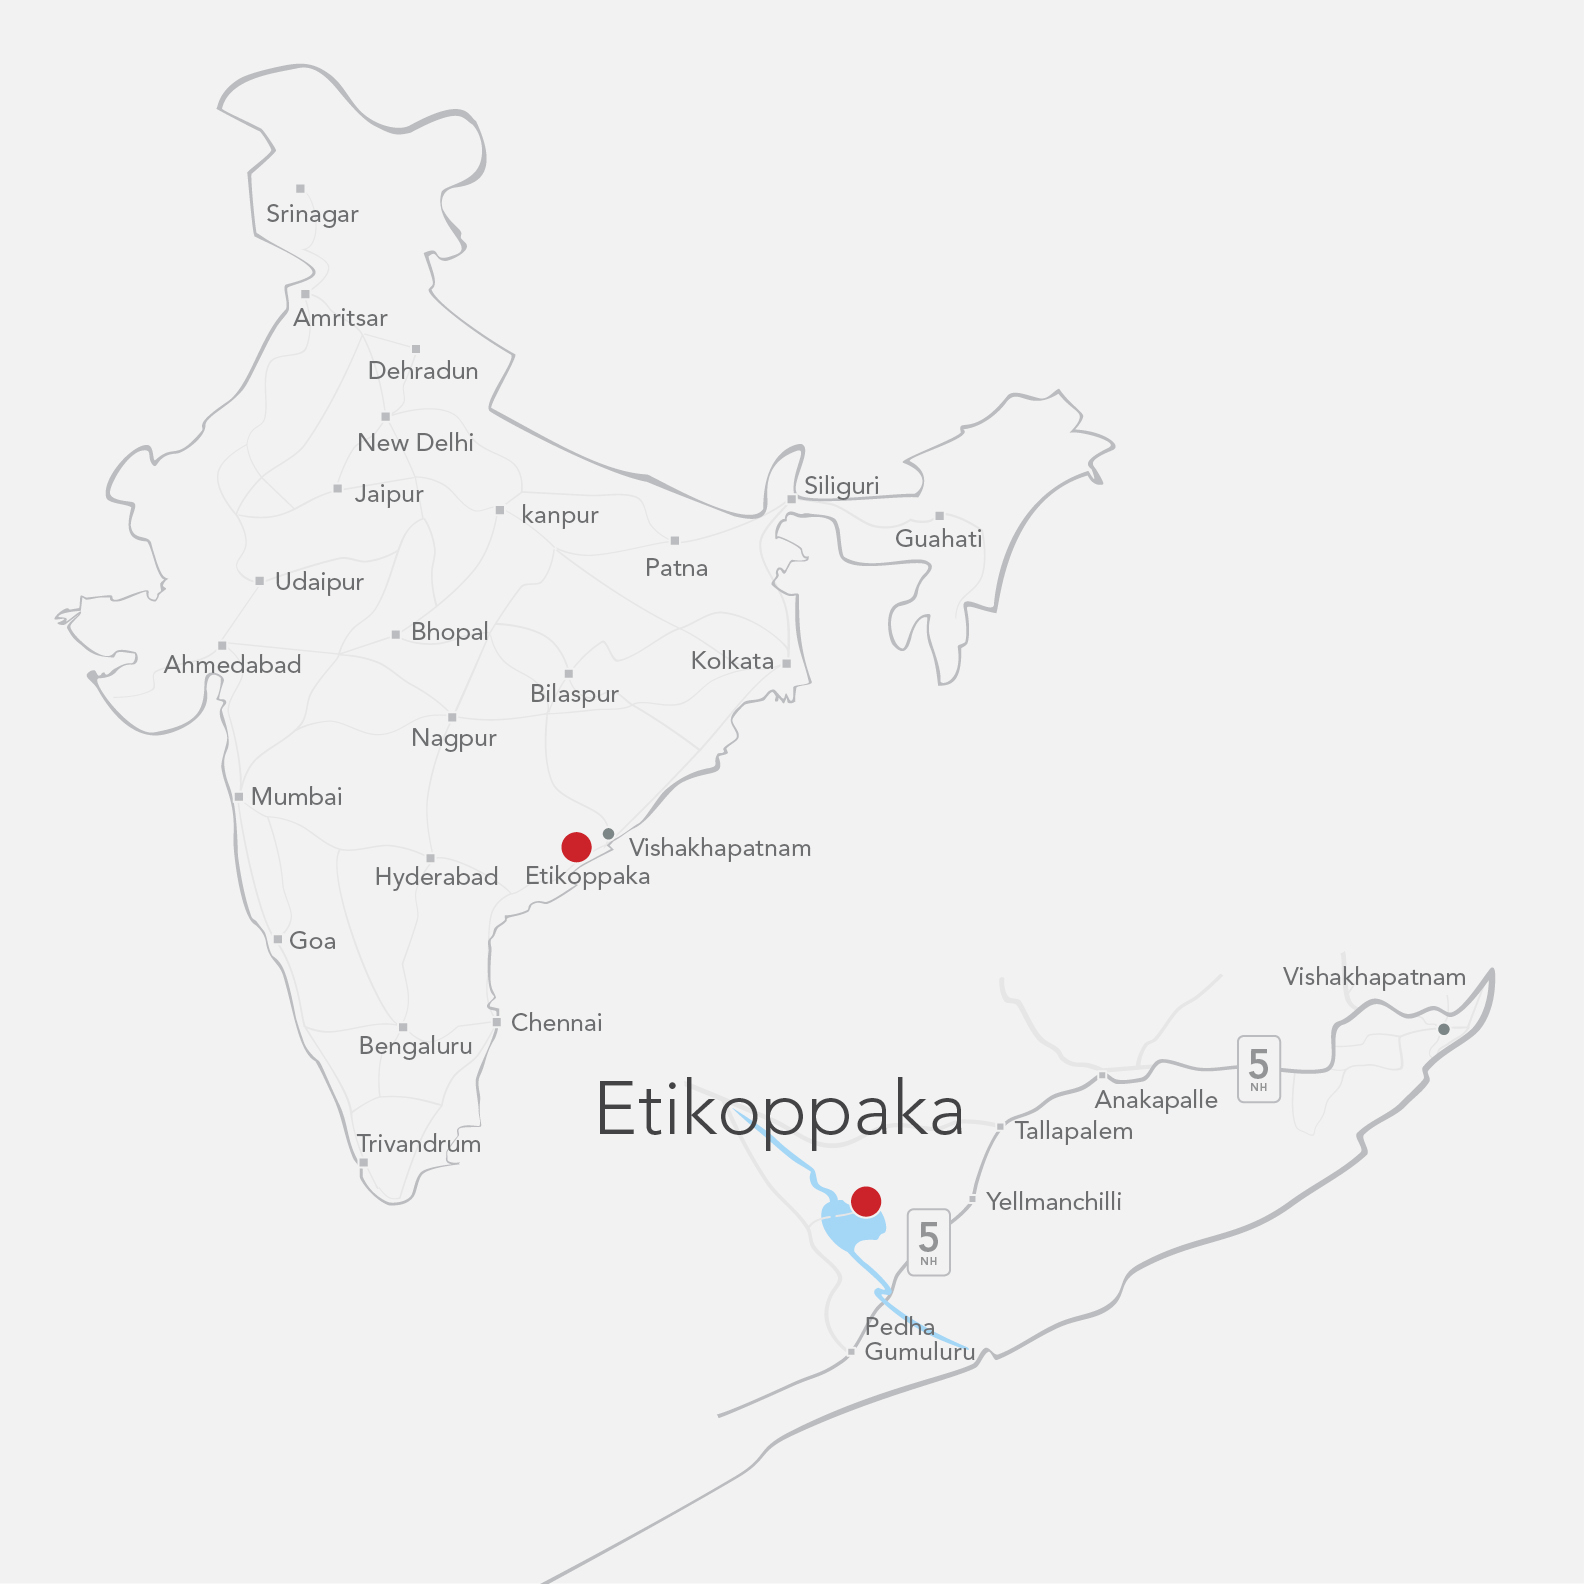 Srinagar
Amritsar
Dehradun
New Delhi
Siliguri
Jaipur
kanpur
Guahati
Patna
Udaipur
Bhopal
Kolkata
Ahmedabad
Bilaspur
Nagpur
Mumbai
Vishakhapatnam
Hyderabad
Etikoppaka
Goa
Vishakhapatnam
Chennai
Bengaluru
5
NH
Anakapalle
Etikoppaka
Tallapalem
Trivandrum
Yellmanchilli
5
NH
Pedha
Gumuluru